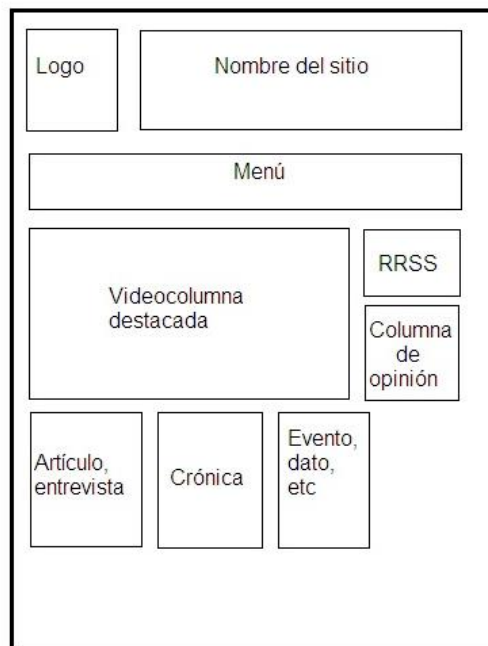 Logo
Nombre del sitio
Menú
Videocolumna
destacada
RRSS
Columna
de
opinión
Artículo,
entrevista
Crónica
Evento,
dato,
etc